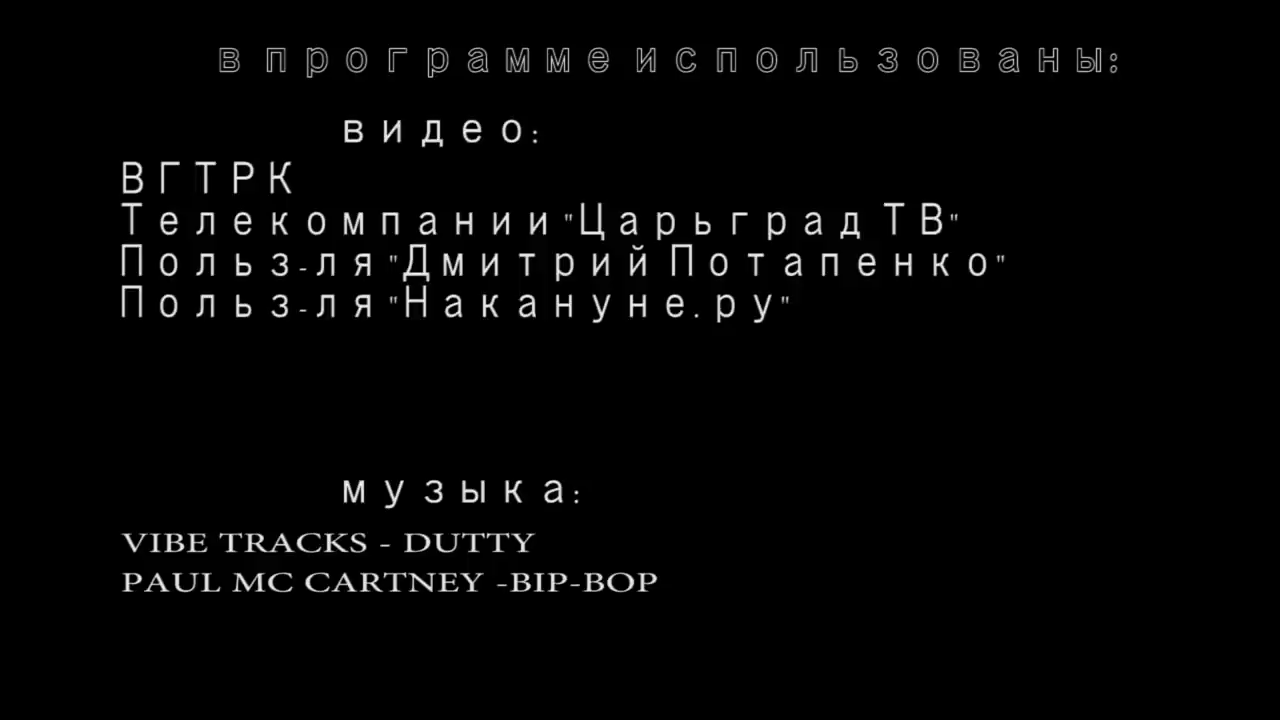 в программе использованы:
видео:
ВГТРК
Телекомпании "Царьград ТВ"
Польз-ля "Дмитрий Потапенко"
Польз-ля "Накануне.ру"
музыка:
VIBE TRACKS - DUTTY
PAUL MC CARTNEY -BIP-BOP